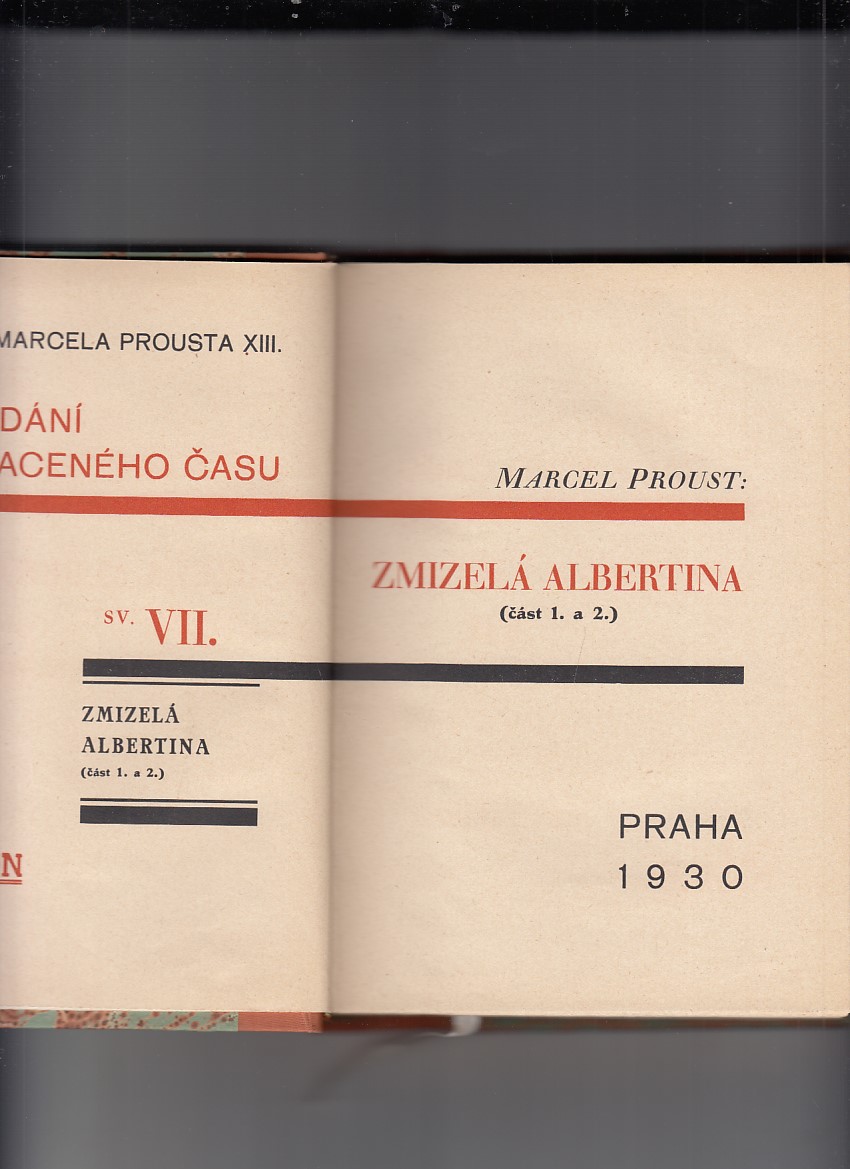 MARCELA PROUSTA XIII.
DÁNÍ
ACENÉHO ČASU
SV. VII.
ZMIZELÁ
ALBERTINA
(část 1. a 2.)
N
MARCEL PROUST:
ZMIZELÁ ALBERTINA
(část 1. a 2.)
PRAHA
1930